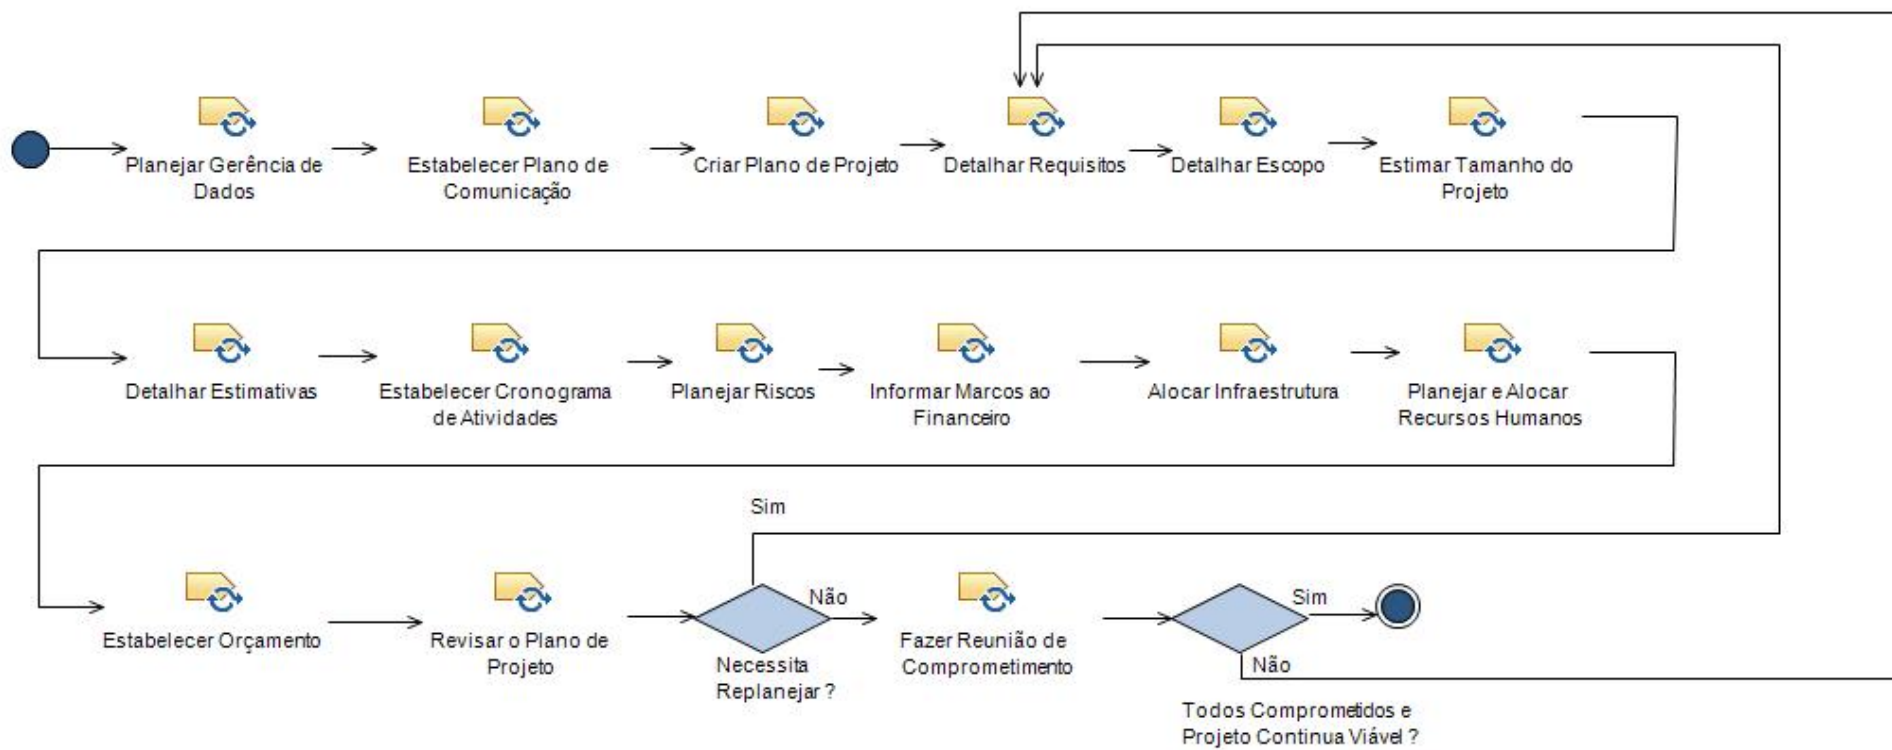 Planejar Gerência de
Dados
Estabelecer Plano de
Comunicação
Criar Plano de Projeto
Detalhar Requisitos
Detalhar Escopo
Estimar Tamanho do
Projeto
Detalhar Estimativas
Estabelecer Cronograma
de Atividades
Planejar Riscos
Informar Marcos ao
Financeiro
Alocar Infraestrutura
Planejar e Alocar
Recursos Humanos
Estabelecer Orçamento
Revisar o Plano de
Projeto
Sim
Necessita
Replanejar ?
Não
Fazer Reunião de
Comprometimento
Sim
Não
Todos Comprometidos e
Projeto Continua Viável ?